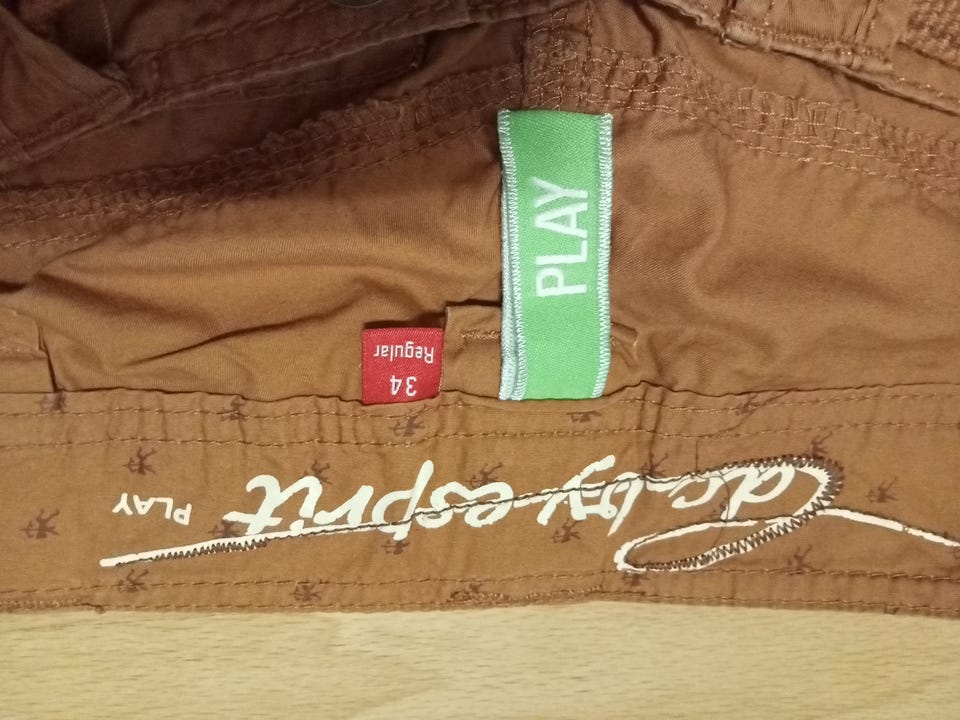 PLAY
34
Regular
edc by esprit
PLAY